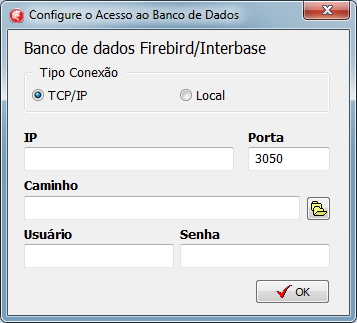 Configure o Acesso ao Banco de Dados
Banco de dados Firebird/Interbase
Tipo Conexão
TCP/IP Local
IP Porta
3050
Caminho
Usuário Senha
OK